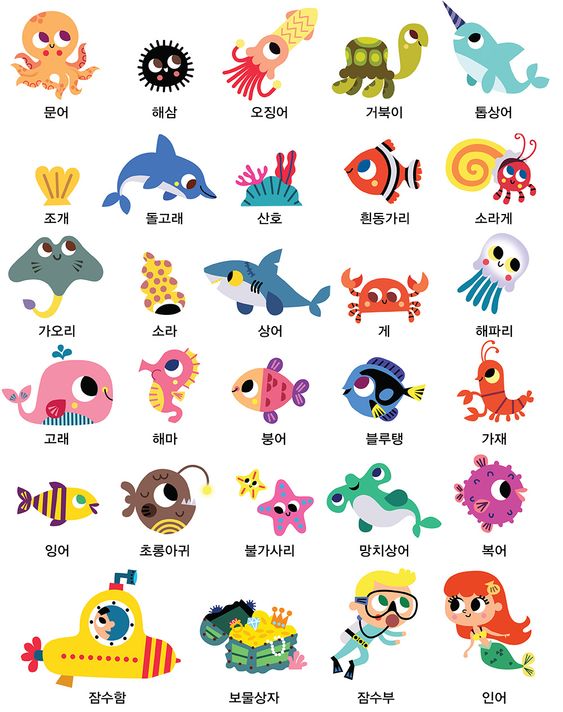 문어 해삼 오징어 거북이 톱상어
조개 돌고래 산호 흰동가리 소라게
가오리 소라 상어 게 해파리
고래 해마 붕어 블루탱 가재
잉어 초롱아귀 불가사리 망치상어 복어
잠수함 보물상자 잠수부 인어